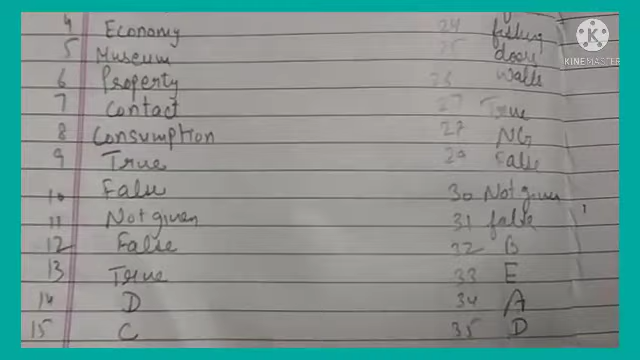 4 Economy
5 Museum
6 Property
7 Contact
8 Consumption
9 True
10 False
11 Not given
12 False
13 True
14 D
15 C
24 fishing
25 doors
26 walls
27 True
28 NG
29 False
30 Not given
31 false
32 B
33 E
34 A
35 D
KINEMASTER